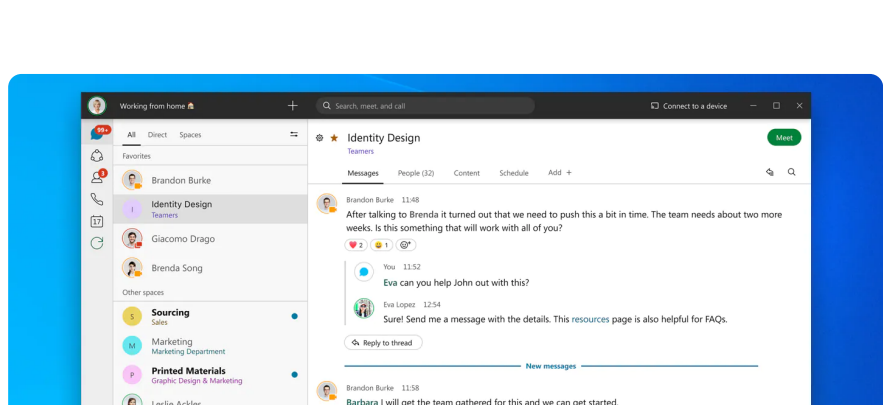 Working from home
Search, meet, and call
Connect to a device
99+
All Direct Spaces
Favorites
3
Brandon Burke
I
Identity Design
Teamers
17
Giacomo Drago
Brenda Song
Other spaces
S
Sourcing
Sales
M
Marketing
Marketing Department
P
Printed Materials
Graphic Design & Marketing
Leslie Ackles
Identity Design
Teamers
Meet
Messages People (32) Content Schedule Add +
Brandon Burke 11:48
After talking to Brenda it turned out that we need to push this a bit in time. The team needs about two more
weeks. Is this something that will work with all of you?
2 1
You 11:52
Eva can you help John out with this?
Eva Lopez 12:54
Sure! Send me a message with the details. This resources page is also helpful for FAQs.
Reply to thread
New messages
Brandon Burke 11:58
Barbara I will get the team gathered for this and we can get started.